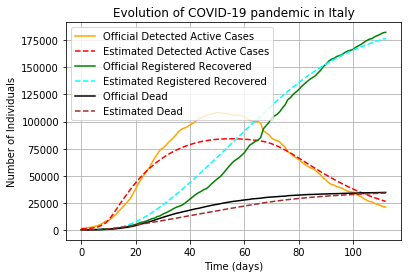 Evolution of COVID-19 pandemic in Italy
Official Detected Active Cases
Estimated Detected Active Cases
Official Registered Recovered
Estimated Registered Recovered
Official Dead
Estimated Dead
Number of Individuals
175000
150000
125000
100000
75000
50000
25000
0
0 20 40 60 80 100
Time (days)